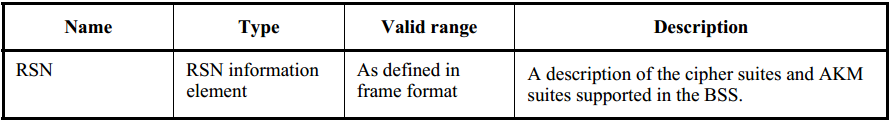 Name Type Valid range Description
RSN RSN information element As defined in frame format A description of the cipher suites and AKM suites supported in the BSS.